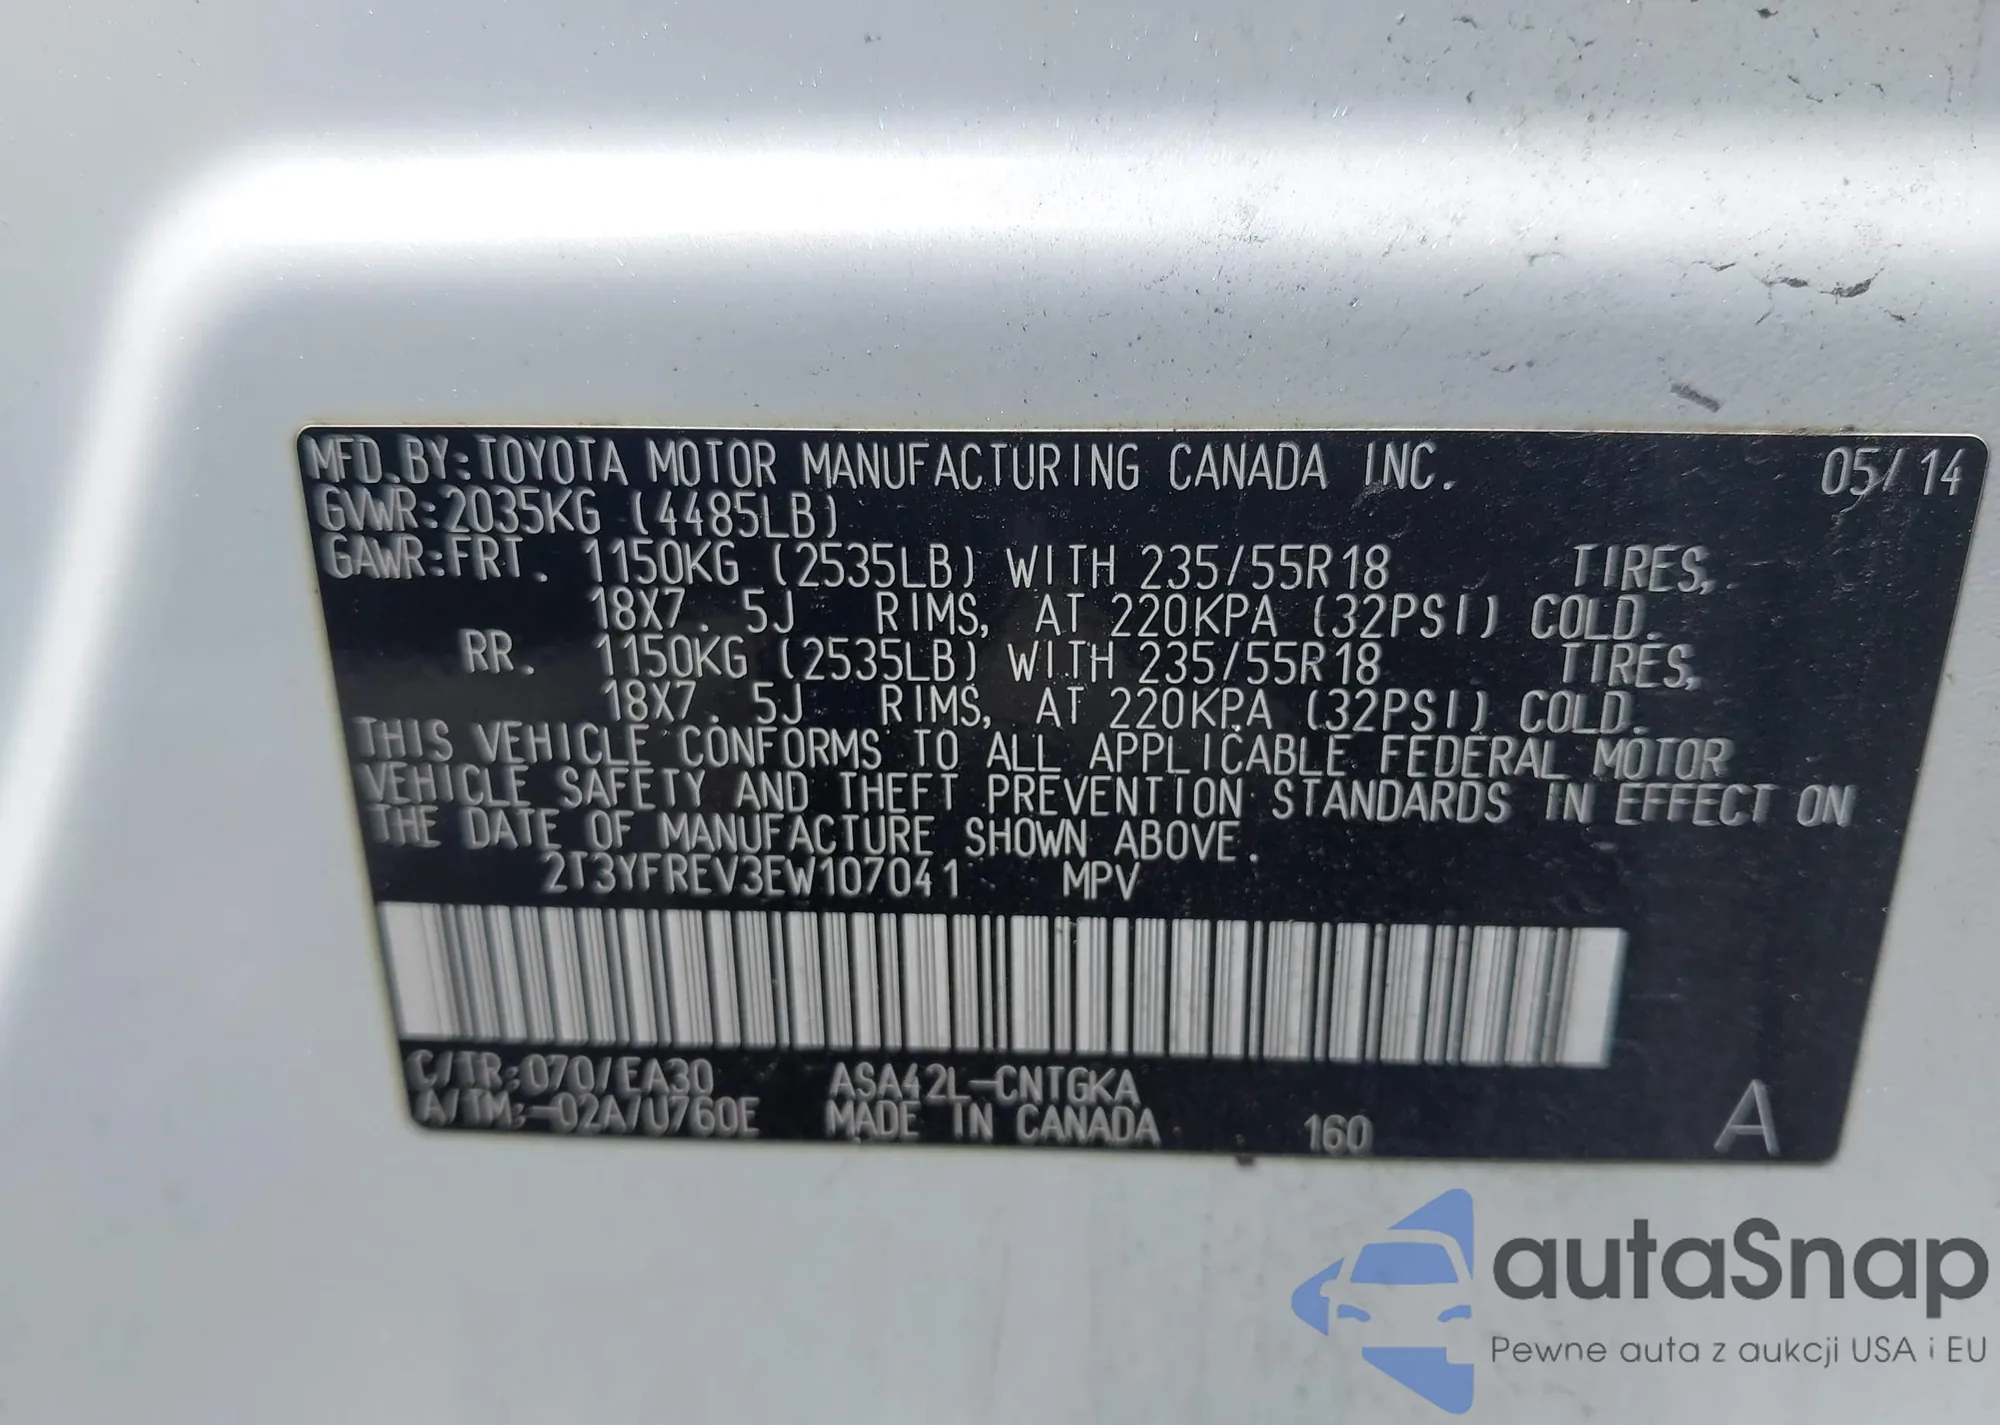 MFD.BY:TOYOTA MOTOR MANUFACTURING CANADA INC. 05/14
GVWR:2035KG (4485LB)
GAWR:FRT. 1150KG (2535LB) WITH 235/55R18 TIRES,
18X7.5J RIMS, AT 220KPA (32PSI) COLD.
RR. 1150KG (2535LB) WITH 235/55R18 TIRES,
18X7.5J RIMS, AT 220KPA (32PSI) COLD.
THIS VEHICLE CONFORMS TO ALL APPLICABLE FEDERAL MOTOR
VEHICLE SAFETY AND THEFT PREVENTION STANDARDS IN EFFECT ON
THE DATE OF MANUFACTURE SHOWN ABOVE.
2T3YFREV3EW107041 MPV
C/TR:070/EA30 ASA42L-CNTGKA
A/TM:-02A/U760E MADE IN CANADA 160 A
autaSnap
Pewne auta z aukcji USA i EU